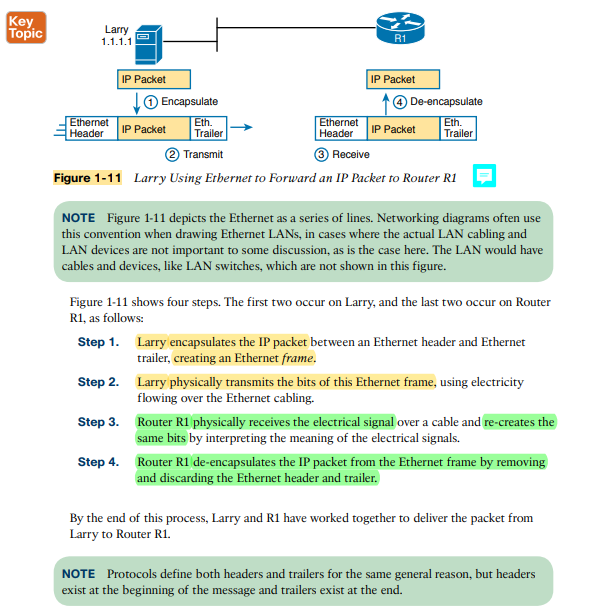 Key
Topic
Larry
1.1.1.1
R1
IP Packet
IP Packet
1 Encapsulate
4 De-encapsulate
Ethernet
Header
IP Packet
Eth.
Trailer
Ethernet
Header
IP Packet
Eth.
Trailer
2 Transmit
3 Receive
Figure 1-11 Larry Using Ethernet to Forward an IP Packet to Router R1
NOTE Figure 1-11 depicts the Ethernet as a series of lines. Networking diagrams often use
this convention when drawing Ethernet LANs, in cases where the actual LAN cabling and
LAN devices are not important to some discussion, as is the case here. The LAN would have
cables and devices, like LAN switches, which are not shown in this figure.
Figure 1-11 shows four steps. The first two occur on Larry, and the last two occur on Router
R1, as follows:
Step 1. Larry encapsulates the IP packet between an Ethernet header and Ethernet
trailer, creating an Ethernet frame.
Step 2. Larry physically transmits the bits of this Ethernet frame, using electricity
flowing over the Ethernet cabling.
Step 3. Router R1 physically receives the electrical signal over a cable and re-creates the
same bits by interpreting the meaning of the electrical signals.
Step 4. Router R1 de-encapsulates the IP packet from the Ethernet frame by removing
and discarding the Ethernet header and trailer.
By the end of this process, Larry and R1 have worked together to deliver the packet from
Larry to Router R1.
NOTE Protocols define both headers and trailers for the same general reason, but headers
exist at the beginning of the message and trailers exist at the end.